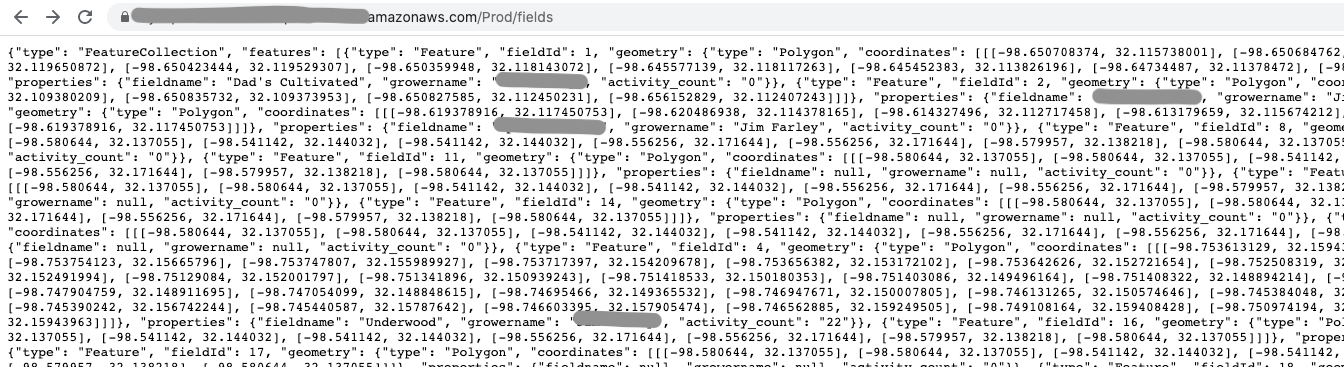 amazonaws.com/Prod/fields
{"type": "FeatureCollection", "features": [{"type": "Feature", "fieldId": 1, "geometry": {"type": "Polygon", "coordinates": [[[-98.650708374, 32.115738001], [-98.650684762,
32.119650872], [-98.650423444, 32.119529307], [-98.650359948, 32.118143072], [-98.645577139, 32.118117263], [-98.645452383, 32.113826196], [-98.64734487, 32.11378472], [-98
"properties": {"fieldname": "Dad's Cultivated", "growername": "activity_count": "0"}}, {"type": "Feature", "fieldId": 2, "geometry": {"type": "Polygon", "coo
32.109380209], [-98.650835732, 32.109373953], [-98.650827585, 32.112450231], [-98.656152829, 32.112407243]]]}, "properties": {"fieldname": "growername": "J
"geometry": {"type": "Polygon", "coordinates": [[[-98.619378916, 32.117450753], [-98.620486938, 32.114378165], [-98.614327496, 32.112717458], [-98.613179659, 32.115674212],
[-98.619378916, 32.117450753]]]}, "properties": {"fieldname": , "growername": "Jim Farley", "activity_count": "0"}}, {"type": "Feature", "fieldId": 8, "geo
[-98.580644, 32.137055], [-98.541142, 32.144032], [-98.541142, 32.144032], [-98.556256, 32.171644], [-98.556256, 32.171644], [-98.579957, 32.138218], [-98.580644, 32.137055
"activity_count": "0"}}, {"type": "Feature", "fieldId": 11, "geometry": {"type": "Polygon", "coordinates": [[[-98.580644, 32.137055], [-98.580644, 32.137055], [-98.541142,
[-98.556256, 32.171644], [-98.579957, 32.138218], [-98.580644, 32.137055]]]}, "properties": {"fieldname": null, "growername": null, "activity_count": "0"}}, {"type": "Featu
[[[-98.580644, 32.137055], [-98.580644, 32.137055], [-98.541142, 32.144032], [-98.541142, 32.144032], [-98.556256, 32.171644], [-98.556256, 32.171644], [-98.579957, 32.138
"growername": null, "activity_count": "0"}}, {"type": "Feature", "fieldId": 14, "geometry": {"type": "Polygon", "coordinates": [[[-98.580644, 32.137055], [-98.580644, 32.13
32.171644], [-98.556256, 32.171644], [-98.579957, 32.138218], [-98.580644, 32.137055]]]}, "properties": {"fieldname": null, "growername": null, "activity_count": "0"}}, {"t
"coordinates": [[[-98.580644, 32.137055], [-98.580644, 32.137055], [-98.541142, 32.144032], [-98.541142, 32.144032], [-98.556256, 32.171644], [-98.556256, 32.171644], [-98.
{"fieldname": null, "growername": null, "activity_count": "0"}}, {"type": "Feature", "fieldId": 4, "geometry": {"type": "Polygon", "coordinates": [[[-98.753613129, 32.1594
[-98.753754123, 32.15665796], [-98.753747807, 32.155989927], [-98.753717397, 32.154209678], [-98.753656382, 32.153172102], [-98.753642626, 32.152721654], [-98.752508319, 32
32.152491994], [-98.75129084, 32.152001797], [-98.751341896, 32.150939243], [-98.751418533, 32.150180353], [-98.751403086, 32.149496164], [-98.751408322, 32.148894214], [-9
[-98.747904759, 32.148911695], [-98.747054099, 32.148848615], [-98.74695466, 32.149365532], [-98.746947671, 32.150007805], [-98.746131265, 32.150574646], [-98.745384048, 32
[-98.745390242, 32.156742244], [-98.745440587, 32.15787642], [-98.746603395, 32.157905474], [-98.746562885, 32.159249505], [-98.749108164, 32.159408428], [-98.750974194, 32
32.15943963]]]}, "properties": {"fieldname": "Underwood", "growername": , "activity_count": "22"}}, {"type": "Feature", "fieldId": 16, "geometry": {"type": "Po
32.137055], [-98.541142, 32.144032], [-98.541142, 32.144032], [-98.556256, 32.171644], [-98.556256, 32.171644], [-98.579957, 32.138218], [-98.580644, 32.137055]]]}, "prope
{"type": "Feature", "fieldId": 17, "geometry": {"type": "Polygon", "coordinates": [[[-98.580644, 32.137055], [-98.580644, 32.137055], [-98.541142, 32.144032], [-98.541142,